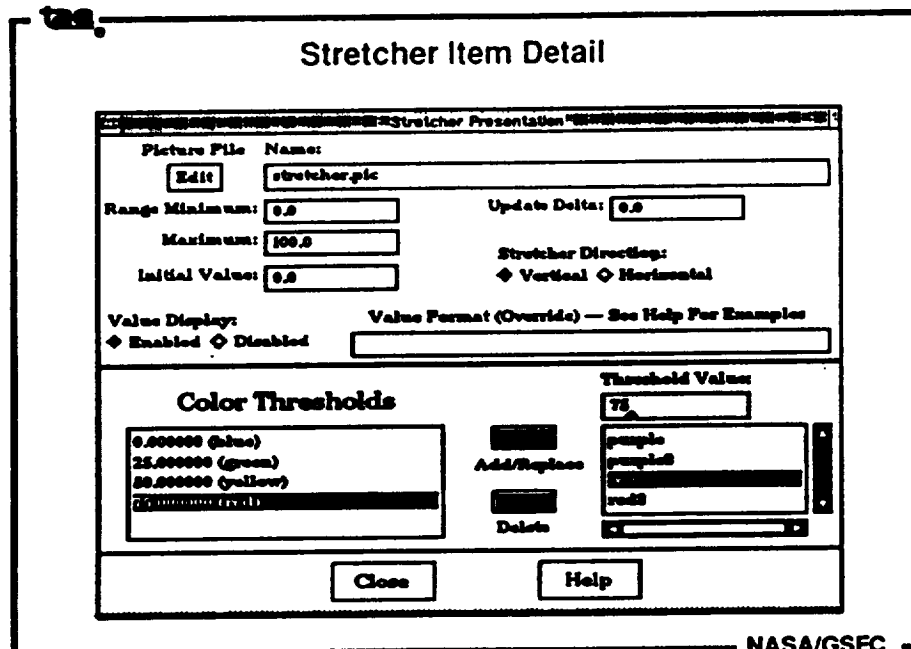 tae
Stretcher Item Detail
Stretcher Presentation
Picture File Name:
Edit stretcher.pic
Range Minimum: 0.0 Update Delta: 0.0
Maximum: 100.0
Stretcher Direction:
Initial Value: 0.0 Vertical Horizontal
Value Display: Value Format (Override) — See Help For Examples
Enabled Disabled
Threshold Value:
Color Thresholds 75
0.000000 (blue) purple
25.000000 (green) Add/Replace
50.000000 (yellow)
Delete
Close Help
NASA/GSFC